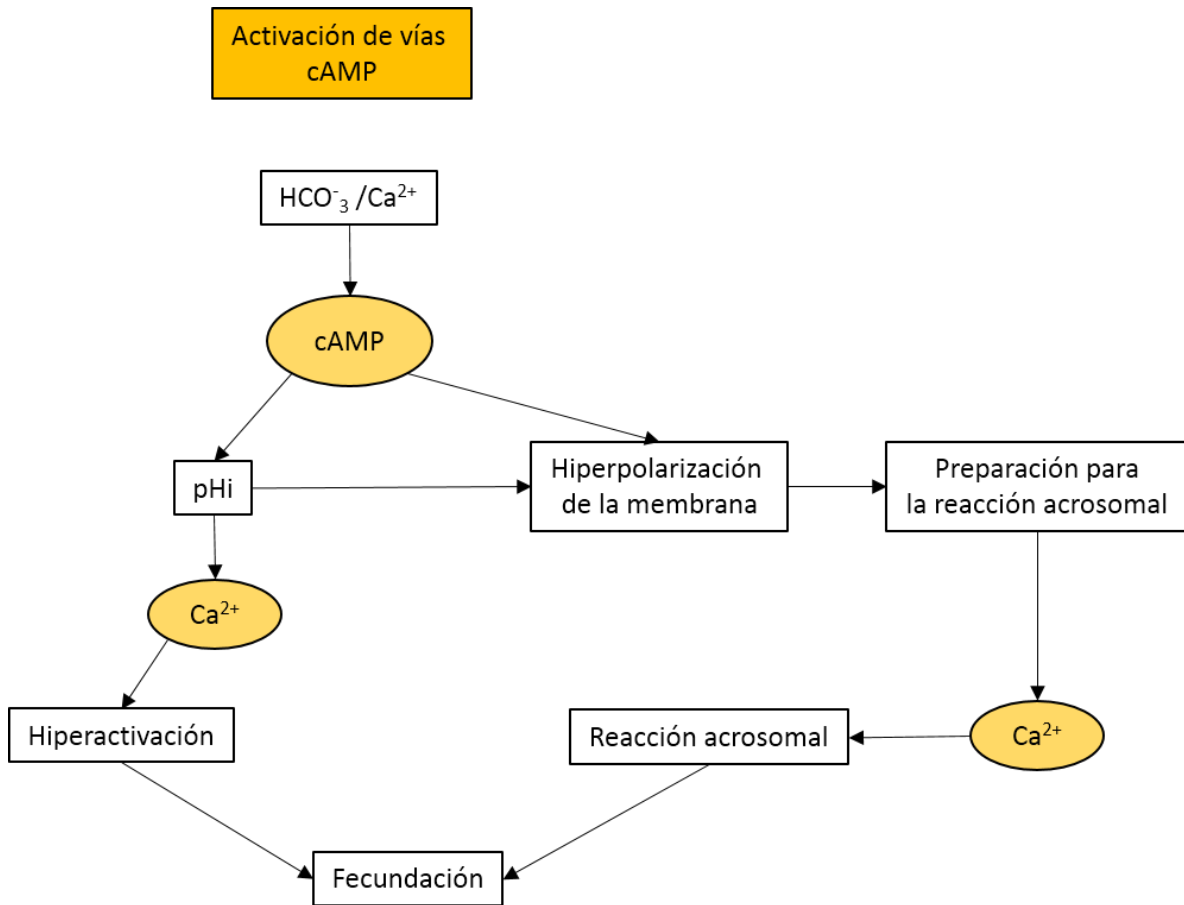 Activación de vías
cAMP
HCO⁻₃ /Ca²⁺
cAMP
pHi
Hiperpolarización
de la membrana
Preparación para
la reacción acrosomal
Ca²⁺
Hiperactivación
Reacción acrosomal
Ca²⁺
Fecundación